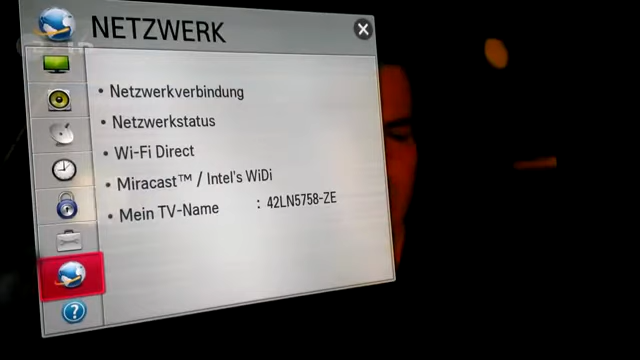 NETZWERK
• Netzwerkverbindung
• Netzwerkstatus
• Wi-Fi Direct
• Miracast™ / Intel's WiDi
• Mein TV-Name : 42LN5758-ZE